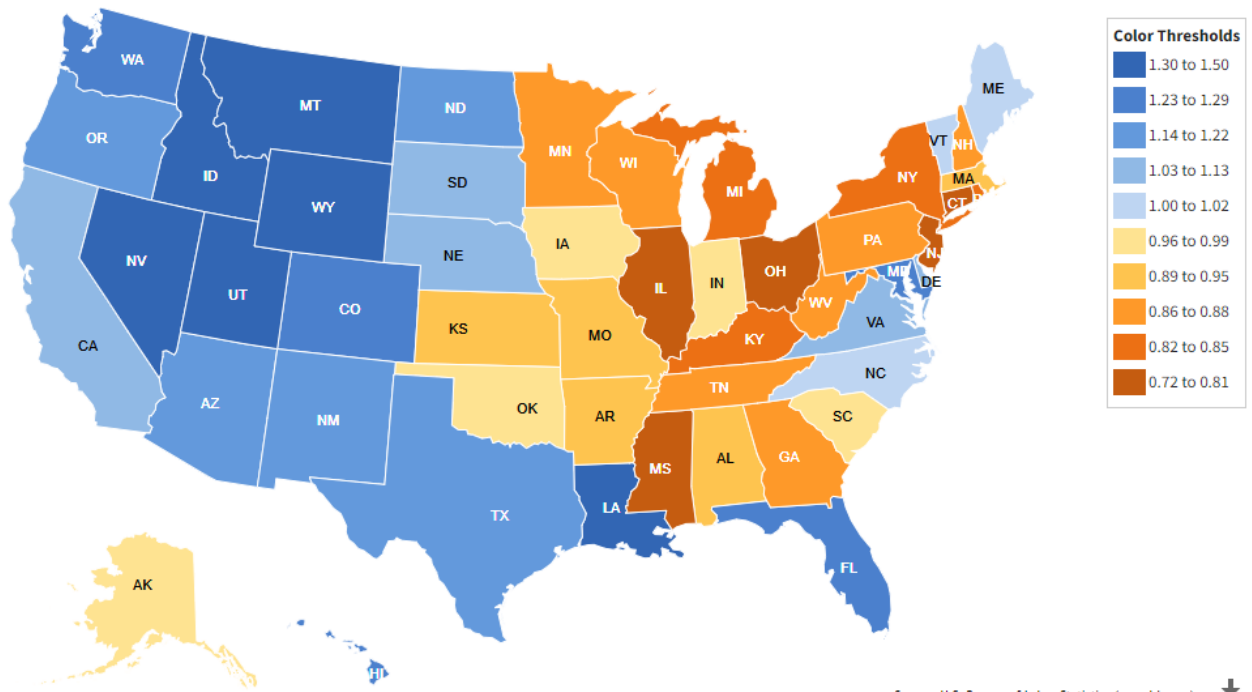 Color Thresholds
1.30 to 1.50
1.23 to 1.29
1.14 to 1.22
1.03 to 1.13
1.00 to 1.02
0.96 to 0.99
0.89 to 0.95
0.86 to 0.88
0.82 to 0.85
0.72 to 0.81
WA
MT
ND
ME
OR
MN
VT
NH
ID
SD
WI
NY
MA
WY
MI
CT
IA
PA
NV
NE
NJ
UT
IL
IN
OH
MD
DE
CO
WV
VA
CA
KS
MO
KY
NC
AZ
NM
OK
AR
TN
SC
MS
AL
GA
TX
LA
AK
FL
HI